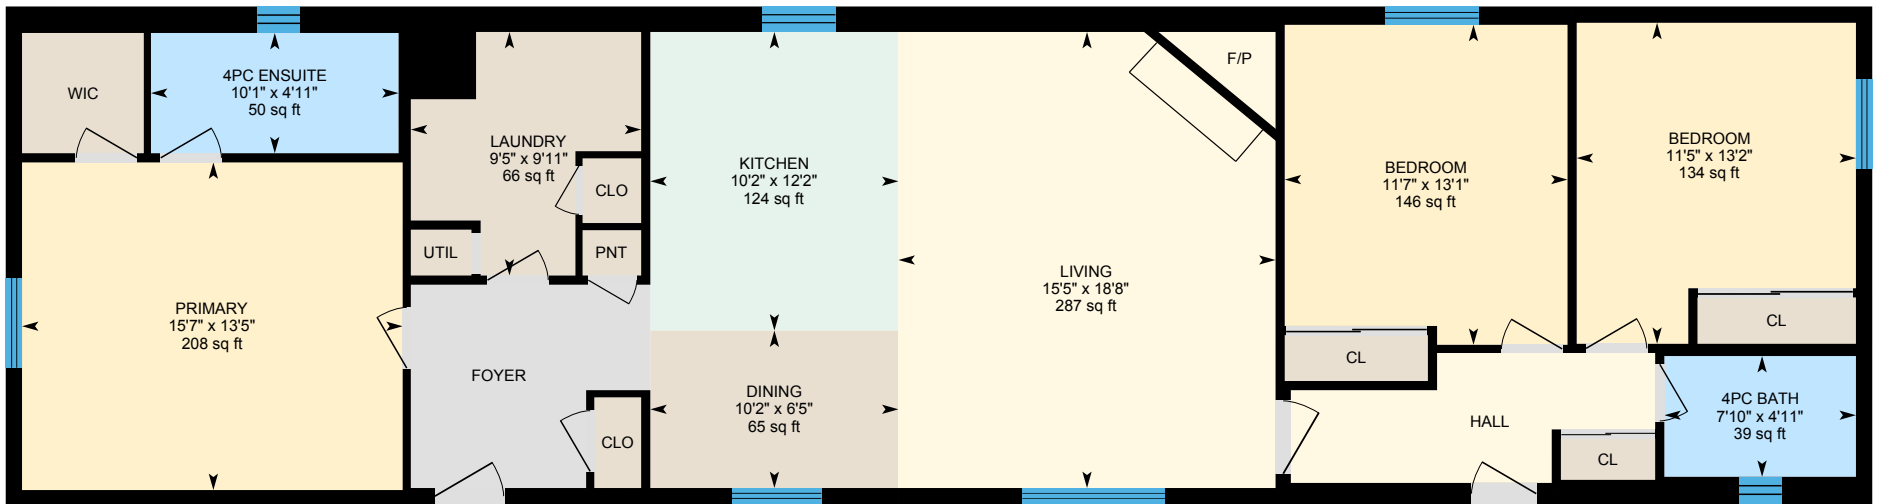 WIC
4PC ENSUITE
10'1" x 4'11"
50 sq ft
LAUNDRY
9'5" x 9'11"
66 sq ft
CLO
UTIL
PNT
KITCHEN
10'2" x 12'2"
124 sq ft
F/P
BEDROOM
11'7" x 13'1"
146 sq ft
BEDROOM
11'5" x 13'2"
134 sq ft
PRIMARY
15'7" x 13'5"
208 sq ft
FOYER
CLO
DINING
10'2" x 6'5"
65 sq ft
LIVING
15'5" x 18'8"
287 sq ft
CL
CL
HALL
CL
4PC BATH
7'10" x 4'11"
39 sq ft